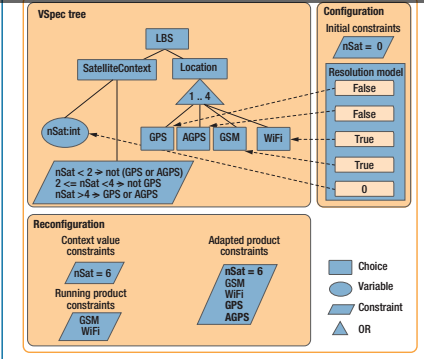 VSpec tree
LBS
SatelliteContext
Location
1 .. 4
nSat:int
GPS
AGPS
GSM
WiFi
nSat < 2 → not (GPS or AGPS)
2 <= nSat <4 → not GPS
nSat >4 → GPS or AGPS
Configuration
Initial constraints
nSat = 0
Resolution model
False
False
True
True
0
Reconfiguration
Context value
constraints
nSat = 6
Running product
constraints
GSM
WiFi
Adapted product
constraints
nSat = 6
GSM
WiFi
GPS
AGPS
Choice
Variable
Constraint
OR